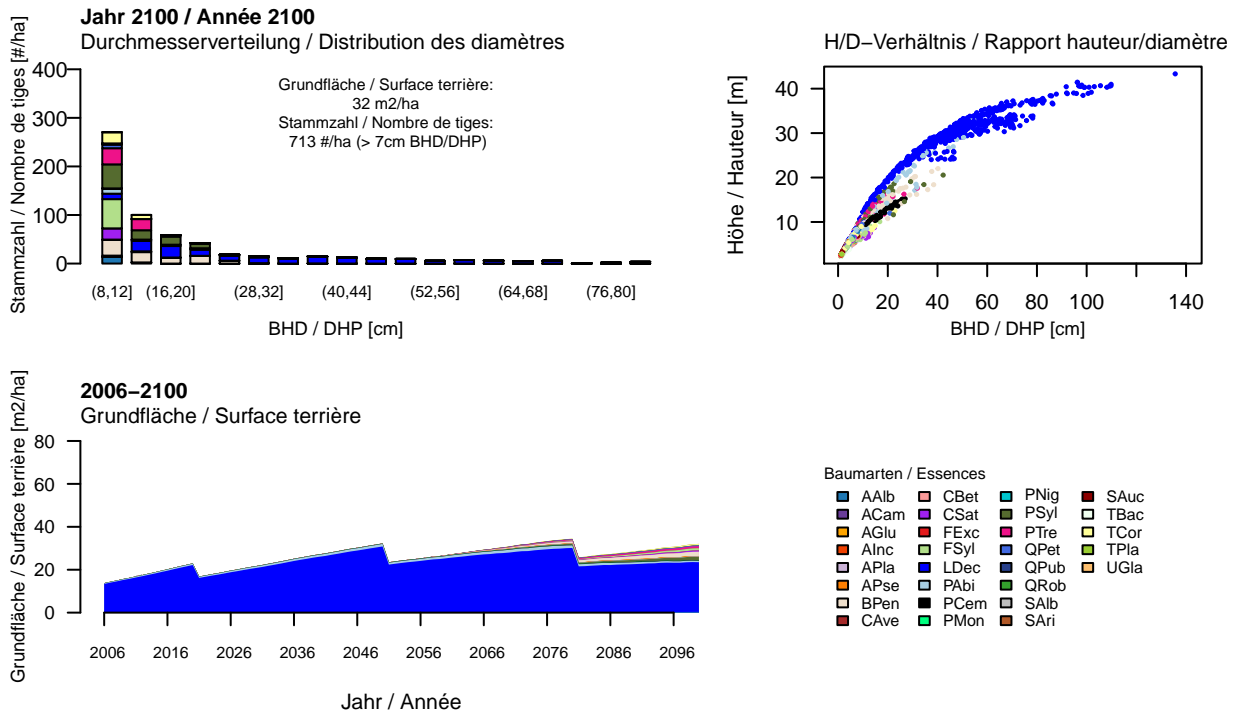 Jahr 2100 / Année 2100
Durchmesserverteilung / Distribution des diamètres
Stammzahl / Nombre de tiges [#/ha]
400
300
200
100
0
Grundfläche / Surface terrière:
32 m2/ha
Stammzahl / Nombre de tiges:
713 #/ha (> 7cm BHD/DHP)
(8,12] (16,20] (28,32] (40,44] (52,56] (64,68] (76,80]
BHD / DHP [cm]
H/D−Verhältnis / Rapport hauteur/diamètre
Höhe / Hauteur [m]
40
30
20
10
0 20 40 60 80 100 140
BHD / DHP [cm]
2006−2100
Grundfläche / Surface terrière
Grundfläche / Surface terrière [m2/ha]
80
60
40
20
0
2006 2016 2026 2036 2046 2056 2066 2076 2086 2096
Jahr / Année
Baumarten / Essences
AAlb CBet PNig SAuc
ACam CSat PSyl TBac
AGlu FExc PTre TCor
AInc FSyl QPet TPla
APla LDec QPub UGla
APse PAbi QRob
BPen PCem SAlb
CAve PMon SAri